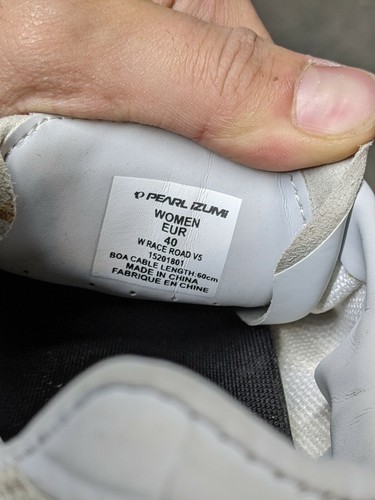 PEARL IZUMI
WOMEN
EUR
40
W RACE ROAD V5
15201801
BOA CABLE LENGTH:60cm
MADE IN CHINA
FABRIQUE EN CHINE